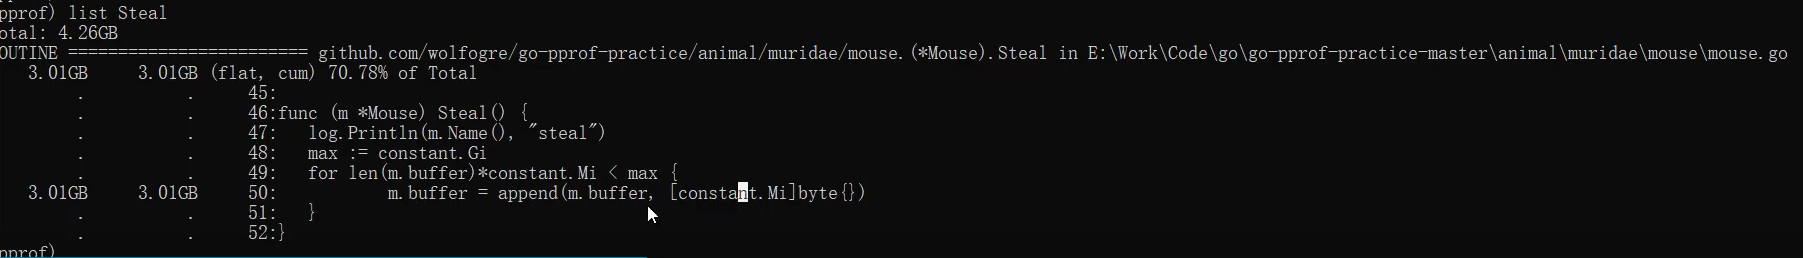 pprof) list Steal
otal: 4.26GB
OUTINE ======================== github.com/wolfogre/go-pprof-practice/animal/muridae/mouse.(*Mouse).Steal in E:\Work\Code\go\go-pprof-practice-master\animal\muridae\mouse\mouse.go
3.01GB 3.01GB (flat, cum) 70.78% of Total
. . 45:
. . 46:func (m *Mouse) Steal() {
. . 47: log.Println(m.Name(), "steal")
. . 48: max := constant.Gi
. . 49: for len(m.buffer)*constant.Mi < max {
3.01GB 3.01GB 50: m.buffer = append(m.buffer, [constant.Mi]byte{})
. . 51: }
. . 52:}
pprof)